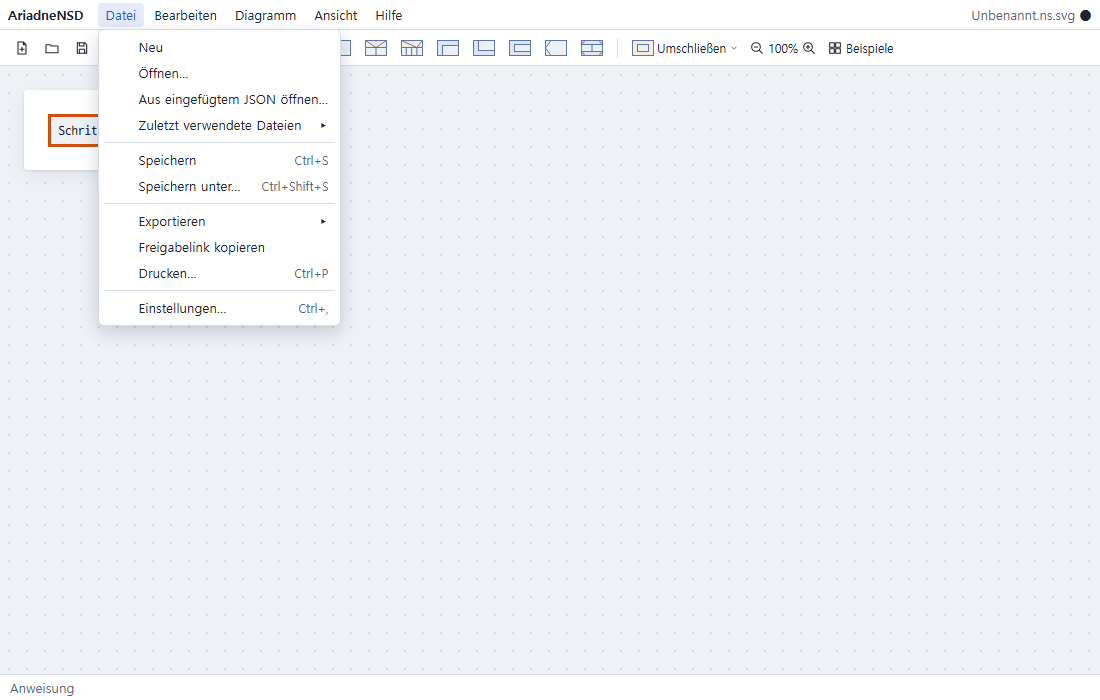 AriadneNSD Datei Bearbeiten Diagramm Ansicht Hilfe Unbenannt.ns.svg
Umschließen 100% Beispiele
Neu
Öffnen...
Aus eingefügtem JSON öffnen...
Zuletzt verwendete Dateien
Speichern Ctrl+S
Speichern unter... Ctrl+Shift+S
Exportieren
Freigabelink kopieren
Drucken... Ctrl+P
Einstellungen... Ctrl+,
Schrit
Anweisung